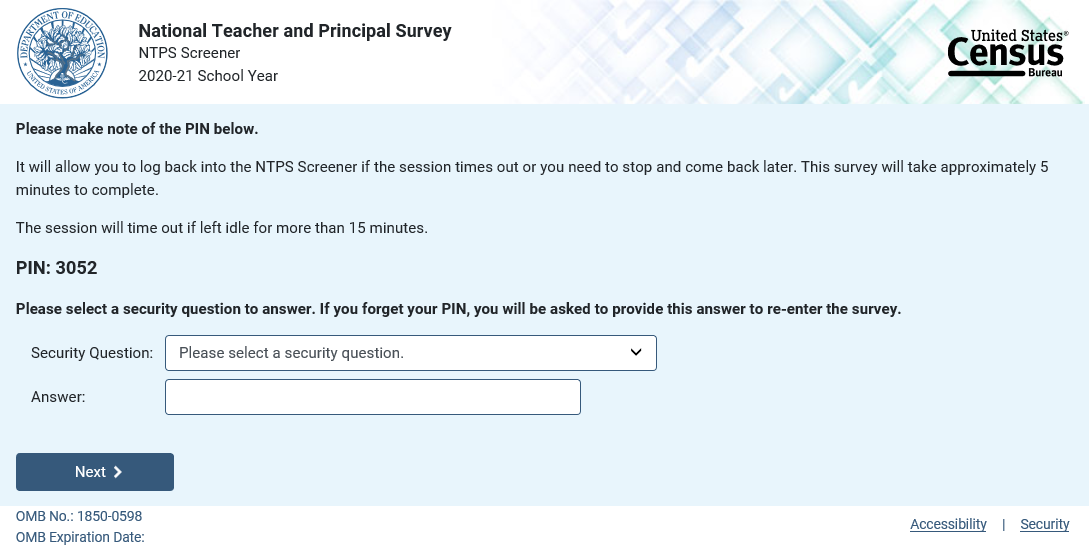 DEPARTMENT OF EDUCATION
UNITED STATES OF AMERICA
National Teacher and Principal Survey
NTPS Screener
2020-21 School Year
United States®
Census
Bureau
Please make note of the PIN below.
It will allow you to log back into the NTPS Screener if the session times out or you need to stop and come back later. This survey will take approximately 5
minutes to complete.
The session will time out if left idle for more than 15 minutes.
PIN: 3052
Please select a security question to answer. If you forget your PIN, you will be asked to provide this answer to re-enter the survey.
Security Question: Please select a security question.
Answer:
Next
OMB No.: 1850-0598
OMB Expiration Date:
Accessibility | Security